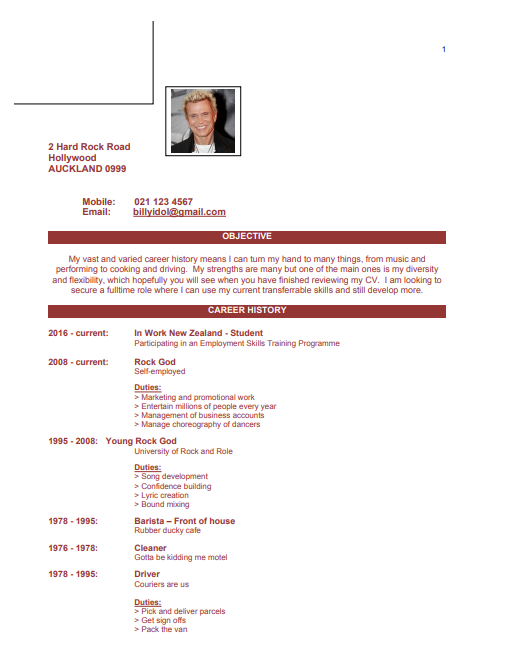 1
2 Hard Rock Road
Hollywood
AUCKLAND 0999
Mobile: 021 123 4567
Email: billyidol@gmail.com
OBJECTIVE
My vast and varied career history means I can turn my hand to many things, from music and
performing to cooking and driving. My strengths are many but one of the main ones is my diversity
and flexibility, which hopefully you will see when you have finished reviewing my CV. I am looking to
secure a fulltime role where I can use my current transferrable skills and still develop more.
CAREER HISTORY
2016 - current: In Work New Zealand - Student
Participating in an Employment Skills Training Programme
2008 - current: Rock God
Self-employed
Duties:
> Marketing and promotional work
> Entertain millions of people every year
> Management of business accounts
> Manage choreography of dancers
1995 - 2008: Young Rock God
University of Rock and Role
Duties:
> Song development
> Confidence building
> Lyric creation
> Bound mixing
1978 - 1995: Barista – Front of house
Rubber ducky cafe
1976 - 1978: Cleaner
Gotta be kidding me motel
1978 - 1995: Driver
Couriers are us
Duties:
> Pick and deliver parcels
> Get sign offs
> Pack the van